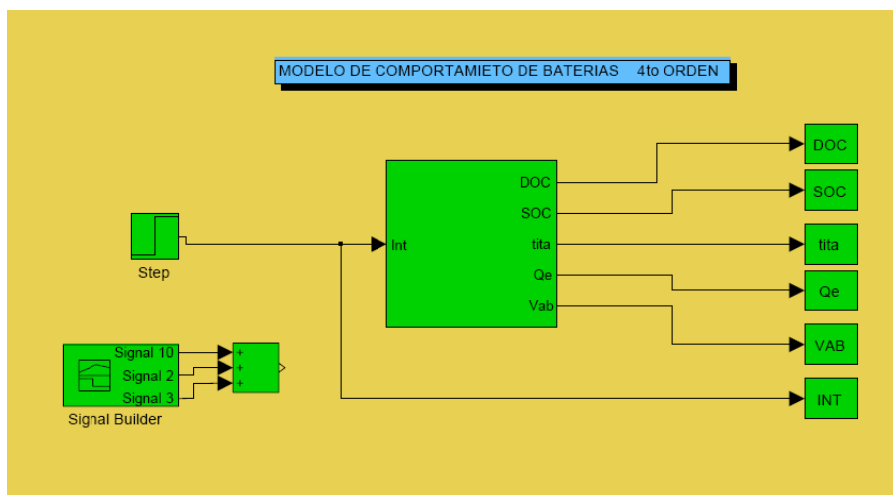 MODELO DE COMPORTAMIETO DE BATERIAS 4to ORDEN
DOC
DOC
SOC
SOC
Int
tita
tita
Step
Qe
Qe
Vab
VAB
Signal 10
+
Signal 2
+
Signal 3
+
INT
Signal Builder